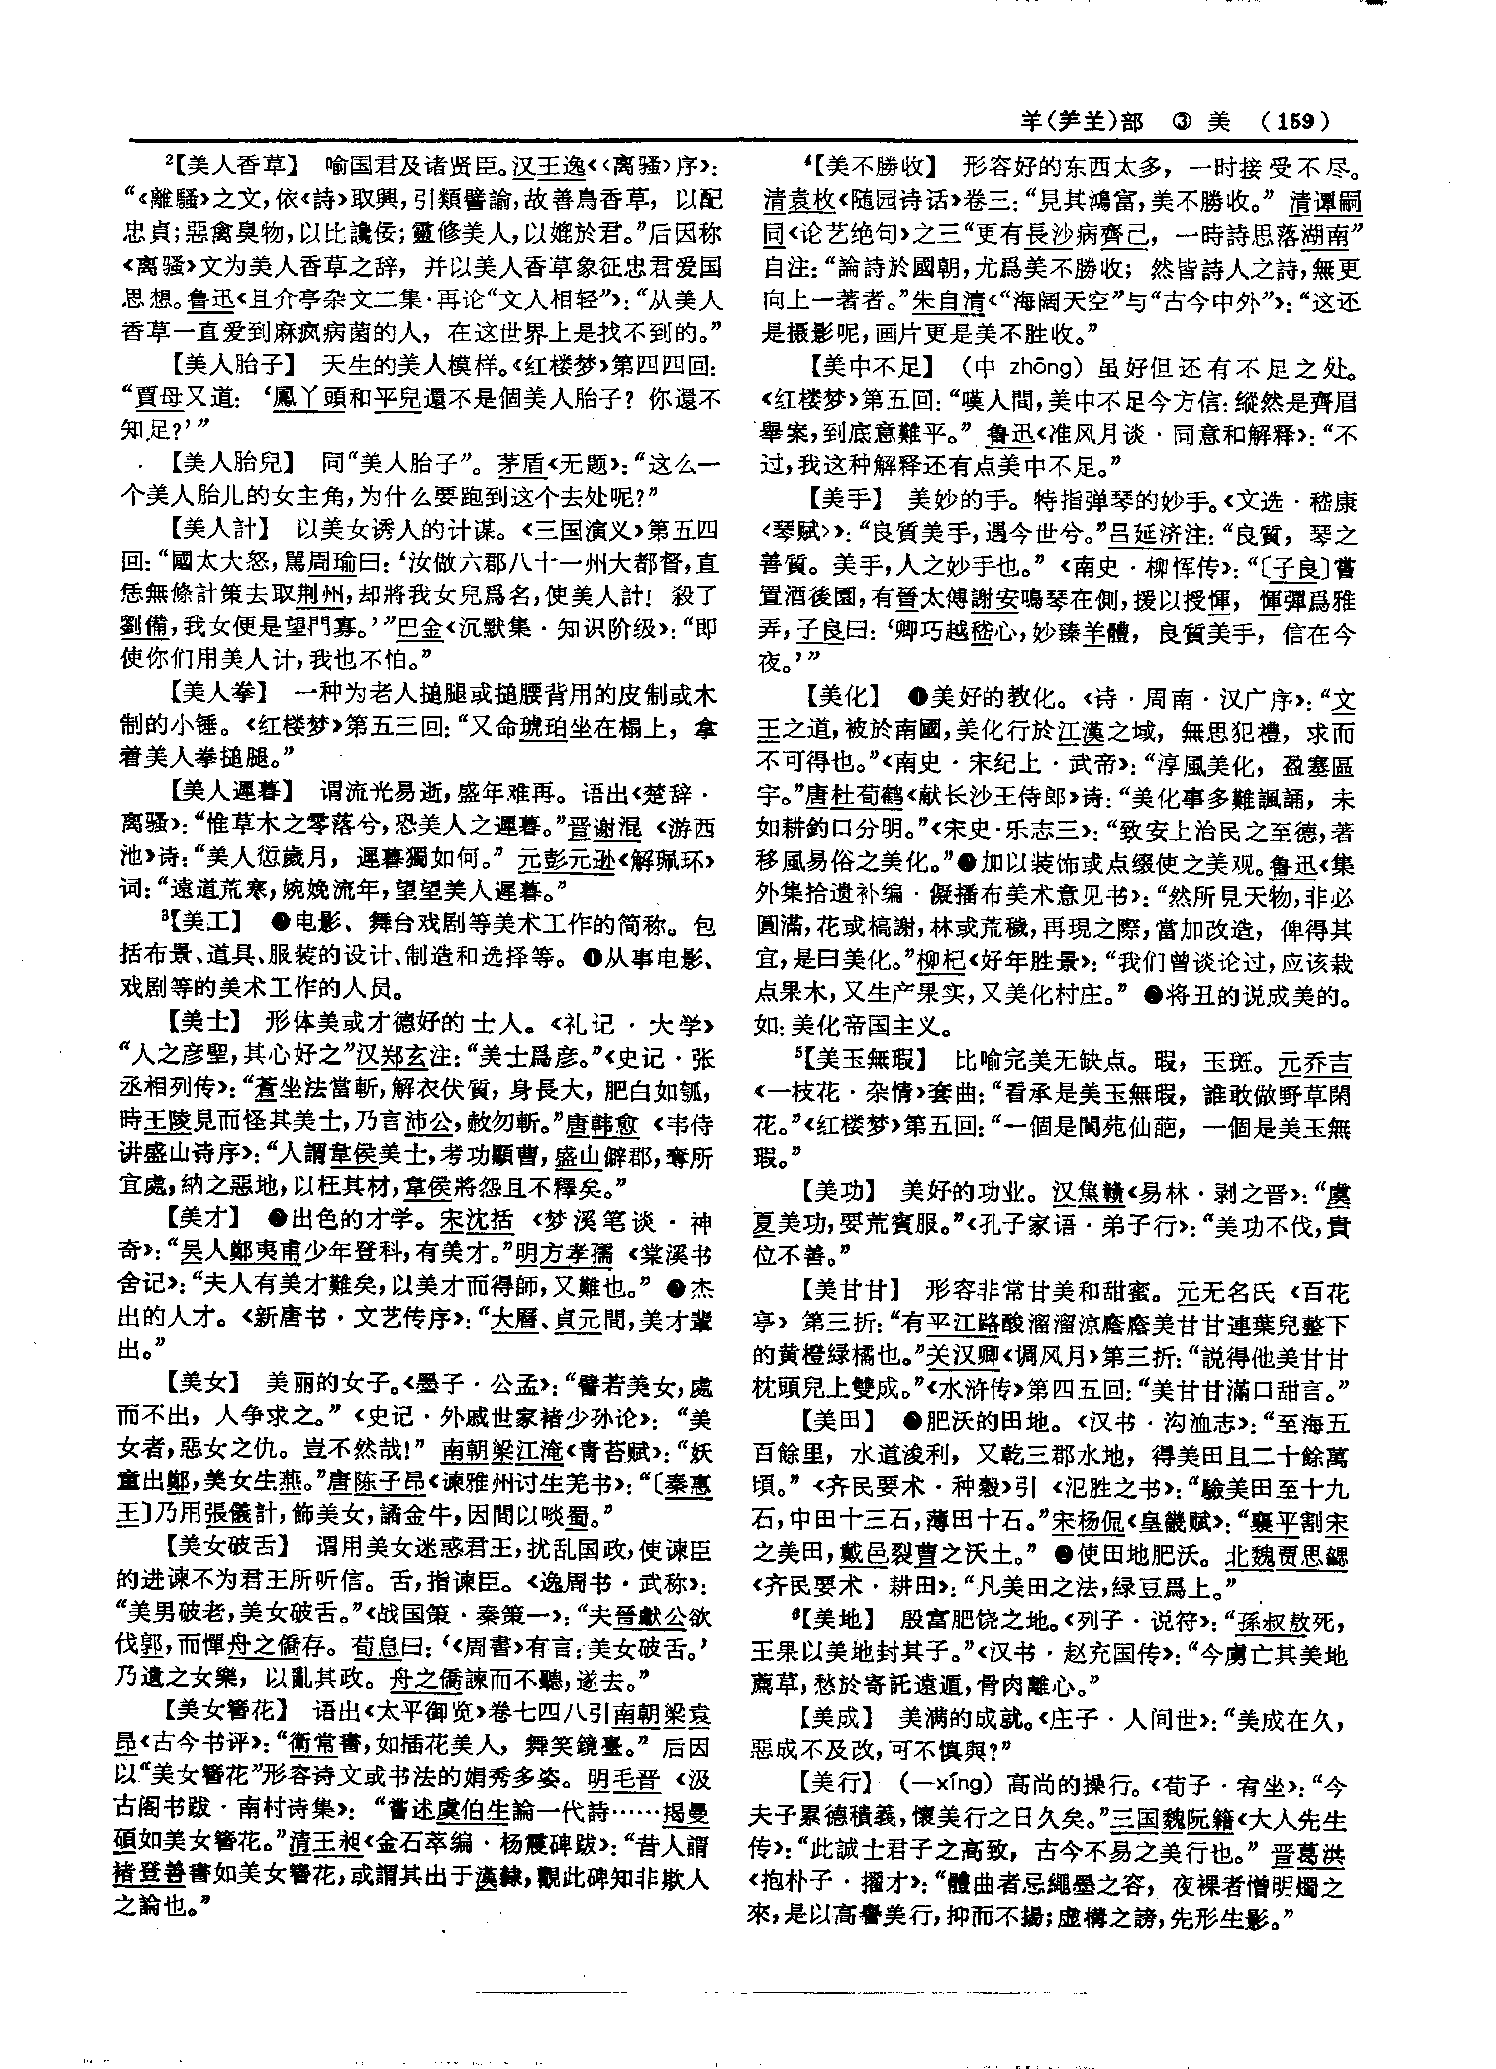 羊(⺷⺶)部 ③ 美 (159)
²【美人香草】 喻国君及诸贤臣。汉王逸《〈离骚〉序》：
“《離騷》之文，依《詩》取興，引類譬諭，故善鳥香草，以配
忠貞；惡禽臭物，以比讒佞；靈修美人，以媲於君。”后因称
《离骚》文为美人香草之辞，并以美人香草象征忠君爱国
思想。鲁迅《且介亭杂文二集·再论“文人相轻”》：“从美人
香草一直爱到麻疯病菌的人，在这世界上是找不到的。”
【美人胎子】 天生的美人模样。《红楼梦》第四四回：
“賈母又道：‘鳳丫頭和平兒還不是個美人胎子？你還不
知足？’”
【美人胎兒】 同“美人胎子”。茅盾《无题》：“这么一
个美人胎儿的女主角，为什么要跑到这个去处呢？”
【美人計】 以美女诱人的计谋。《三国演义》第五四
回：“國太大怒，罵周瑜曰：‘汝做六郡八十一州大都督，直
恁無條計策去取荆州，却將我女兒爲名，使美人計！殺了
劉備，我女便是望門寡。’”巴金《沉默集·知识阶级》：“即
使你们用美人计，我也不怕。”
【美人拳】 一种为老人搥腿或搥腰背用的皮制或木
制的小锤。《红楼梦》第五三回：“又命琥珀坐在榻上，拿
着美人拳搥腿。”
【美人遲暮】 谓流光易逝，盛年难再。语出《楚辞·
离骚》：“惟草木之零落兮，恐美人之遲暮。”晋谢混《游西
池》诗：“美人愆歲月，遲暮獨如何。”元彭元逊《解珮环》
词：“遠道荒寒，婉娩流年，望望美人遲暮。”
³【美工】 ❶电影、舞台戏剧等美术工作的简称。包
括布景、道具、服装的设计、制造和选择等。❷从事电影、
戏剧等的美术工作的人员。
【美士】 形体美或才德好的士人。《礼记·大学》
“人之彦聖，其心好之”汉郑玄注：“美士爲彦。”《史记·张
丞相列传》：“蒼坐法當斬，解衣伏質，身長大，肥白如瓠，
時王陵見而怪其美士，乃言沛公，赦勿斬。”唐韩愈《韦侍
讲盛山诗序》：“人謂韋侯美士，考功顯曹，盛山僻郡，奪所
宜處，納之惡地，以枉其材，韋侯將怨且不釋矣。”
【美才】 ❶出色的才学。宋沈括《梦溪笔谈·神
奇》：“吴人鄭夷甫少年登科，有美才。”明方孝孺《棠溪书
舍记》：“夫人有美才難矣，以美才而得師，又難也。”❷杰
出的人才。《新唐书·文艺传序》：“大曆、貞元間，美才輩
出。”
【美女】 美丽的女子。《墨子·公孟》：“譬若美女，處
而不出，人争求之。”《史记·外戚世家褚少孙论》：“美
女者，惡女之仇。豈不然哉！”南朝梁江淹《青苔赋》：“妖
童出鄭，美女生燕。”唐陈子昂《谏雅州讨生羌书》：“〔秦惠
王〕乃用張儀計，飾美女，譎金牛，因間以啖蜀。”
【美女破舌】 谓用美女迷惑君王，扰乱国政，使谏臣
的进谏不为君王所听信。舌，指谏臣。《逸周书·武称》：
“美男破老，美女破舌。”《战国策·秦策一》：“夫晉獻公欲
伐郭，而憚舟之僑存。荀息曰：‘《周書》有言：美女破舌。’
乃遺之女樂，以亂其政。舟之僑諫而不聽，遂去。”
【美女簪花】 语出《太平御览》卷七四八引南朝梁袁
昂《古今书评》：“衛常書，如插花美人，舞笑鏡臺。”后因
以“美女簪花”形容诗文或书法的娟秀多姿。明毛晋《汲
古阁书跋·南村诗集》：“嘗述虞伯生論一代詩……揭曼
碩如美女簪花。”清王昶《金石萃编·杨震碑跋》：“昔人謂
褚登善書如美女簪花，或謂其出于漢隸，觀此碑知非欺人
之論也。”
⁴【美不勝收】 形容好的东西太多，一时接受不尽。
清袁枚《随园诗话》卷三：“見其鴻富，美不勝收。”清谭嗣
同《论艺绝句》之三“更有長沙病齊己，一時詩思落湖南”
自注：“論詩於國朝，尤爲美不勝收；然皆詩人之詩，無更
向上一著者。”朱自清《“海阔天空”与“古今中外”》：“这还
是摄影呢，画片更是美不胜收。”
【美中不足】 （中 zhōng）虽好但还有不足之处。
《红楼梦》第五回：“嘆人間，美中不足今方信：縱然是齊眉
舉案，到底意難平。”鲁迅《准风月谈·同意和解释》：“不
过，我这种解释还有点美中不足。”
【美手】 美妙的手。特指弹琴的妙手。《文选·嵇康
〈琴赋〉》：“良質美手，遇今世兮。”吕延济注：“良質，琴之
善質。美手，人之妙手也。”《南史·柳恽传》：“〔子良〕嘗
置酒後園，有晉太傅謝安鳴琴在側，援以授惲，惲彈爲雅
弄，子良曰：‘卿巧越嵇心，妙臻羊體，良質美手，信在今
夜。’”
【美化】 ❶美好的教化。《诗·周南·汉广序》：“文
王之道，被於南國，美化行於江漢之域，無思犯禮，求而
不可得也。”《南史·宋纪上·武帝》：“淳風美化，盈塞區
宇。”唐杜荀鹤《献长沙王侍郎》诗：“美化事多難諷誦，未
如耕釣口分明。”《宋史·乐志三》：“致安上治民之至德，著
移風易俗之美化。”❷加以装饰或点缀使之美观。鲁迅《集
外集拾遗补编·儗播布美术意见书》：“然所見天物，非必
圓滿，花或槁謝，林或荒穢，再現之際，當加改造，俾得其
宜，是曰美化。”柳杞《好年胜景》：“我们曾谈论过，应该栽
点果木，又生产果实，又美化村庄。”❸将丑的说成美的。
如：美化帝国主义。
⁵【美玉無瑕】 比喻完美无缺点。瑕，玉斑。元乔吉
《一枝花·杂情》套曲：“看承是美玉無瑕，誰敢做野草閑
花。”《红楼梦》第五回：“一個是閬苑仙葩，一個是美玉無
瑕。”
【美功】 美好的功业。汉焦赣《易林·剥之晋》：“虞
夏美功，要荒賓服。”《孔子家语·弟子行》：“美功不伐，貴
位不善。”
【美甘甘】 形容非常甘美和甜蜜。元无名氏《百花
亭》第三折：“有平江路酸溜溜涼蔭蔭美甘甘連葉兒整下
的黄橙緑橘也。”关汉卿《调风月》第三折：“説得他美甘甘
枕頭兒上雙成。”《水浒传》第四五回：“美甘甘滿口甜言。”
【美田】 ❶肥沃的田地。《汉书·沟洫志》：“至海五
百餘里，水道浚利，又乾三郡水地，得美田且二十餘萬
頃。”《齐民要术·种穀》引《氾胜之书》：“驗美田至十九
石，中田十三石，薄田十石。”宋杨侃《皇畿赋》：“襄平割宋
之美田，戴邑裂曹之沃土。”❷使田地肥沃。北魏贾思勰
《齐民要术·耕田》：“凡美田之法，緑豆爲上。”
⁶【美地】 殷富肥饶之地。《列子·说符》：“孫叔敖死，
王果以美地封其子。”《汉书·赵充国传》：“今虜亡其美地
薦草，愁於寄託遠遁，骨肉離心。”
【美成】 美满的成就。《庄子·人间世》：“美成在久，
惡成不及改，可不慎與？”
【美行】 （—xíng）高尚的操行。《荀子·宥坐》：“今
夫子累德積義，懷美行之日久矣。”三国魏阮籍《大人先生
传》：“此誠士君子之高致，古今不易之美行也。”晋葛洪
《抱朴子·擢才》：“體曲者忌繩墨之容，夜裸者憎明燭之
來，是以高譽美行，抑而不揚；虚構之謗，先形生影。”